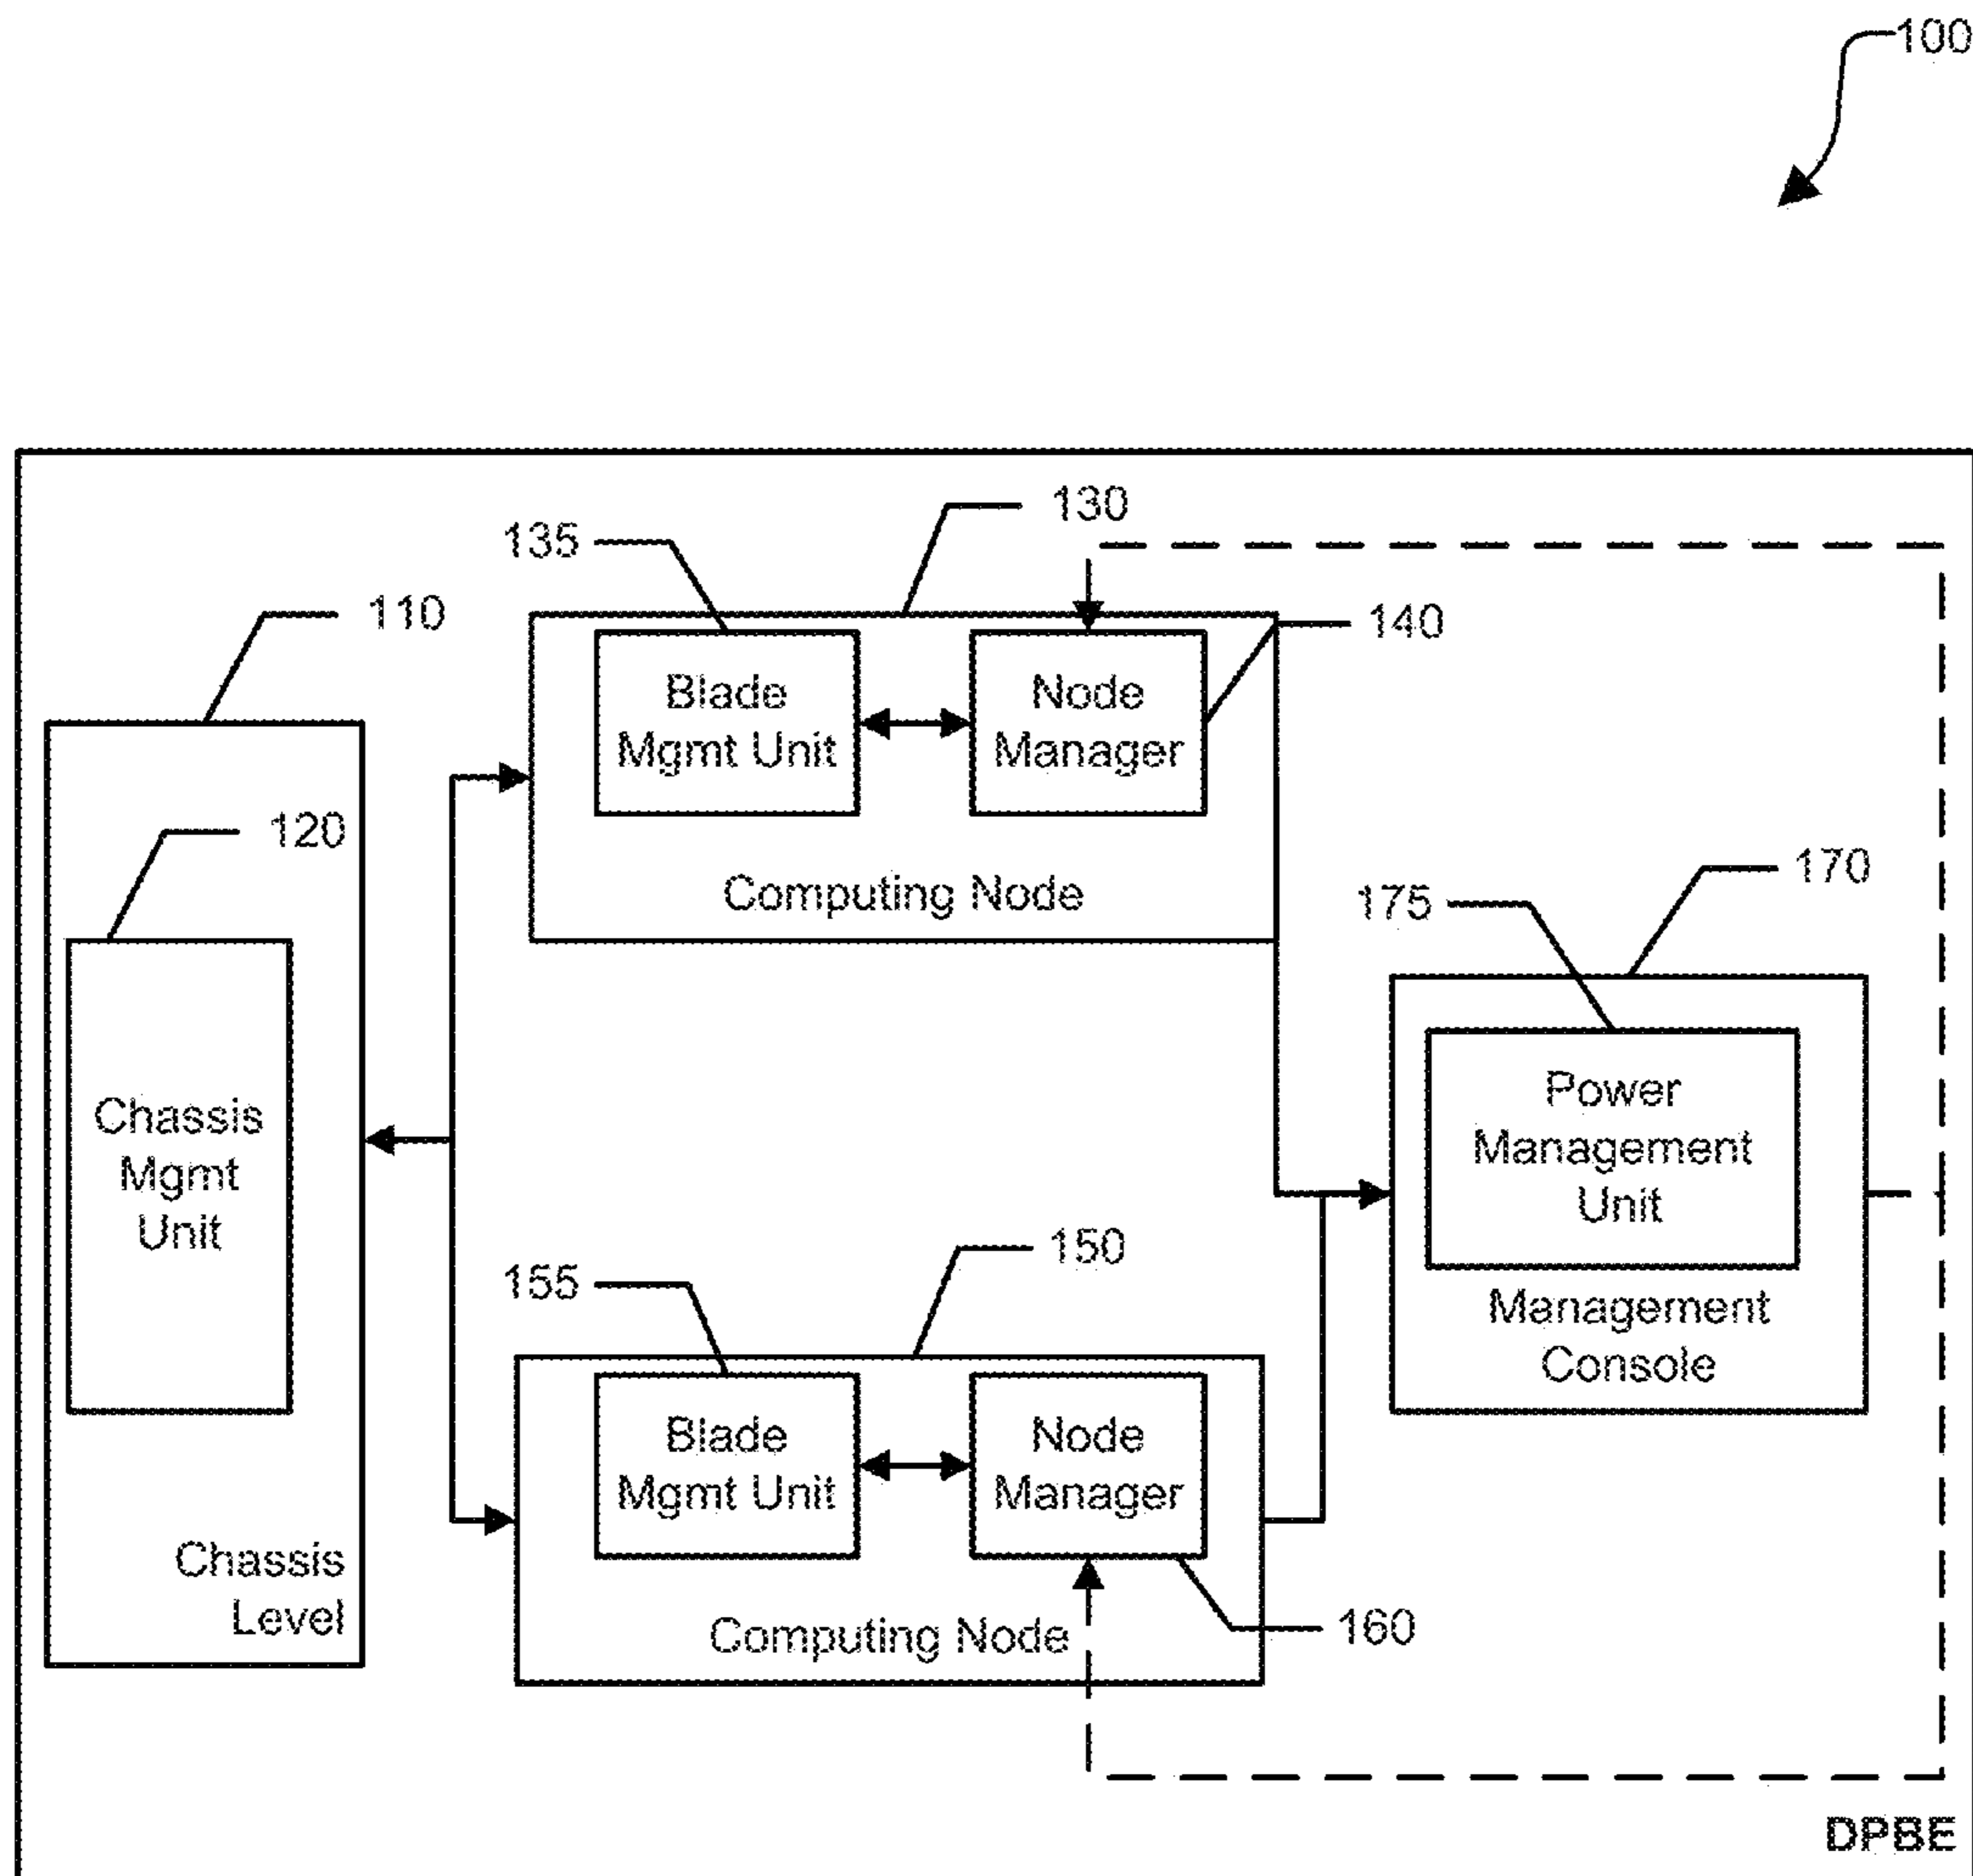 100
130
135
110
140
Blade
Mgmt Unit
Node
Manager
120
Computing Node
170
175
Chassis
Mgmt
Unit
Power
Management
Unit
Management
Console
150
155
Blade
Mgmt Unit
Node
Manager
Chassis
Level
160
Computing Node
DPBE